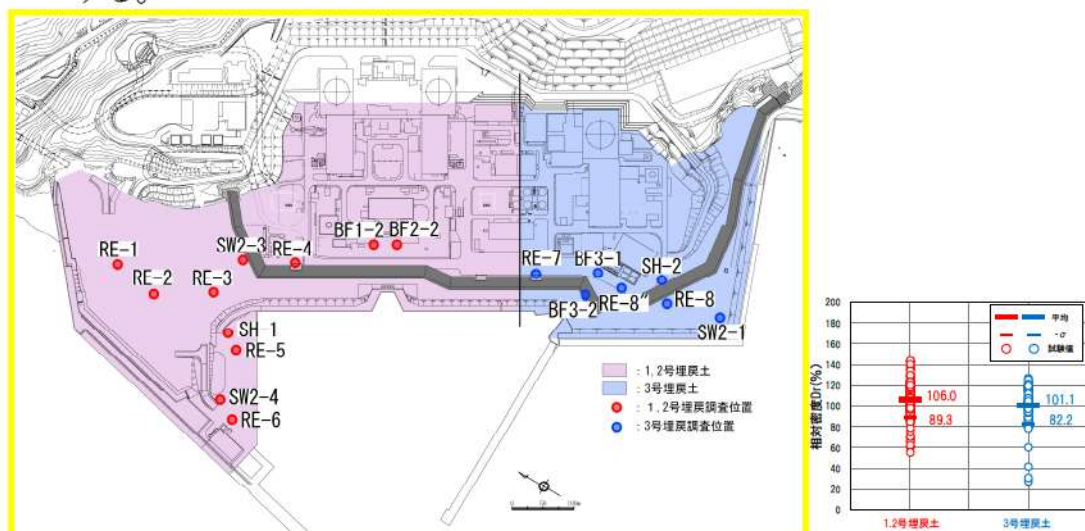 する。
RE-1
RE-2
RE-3
SW2-3
RE-4
BF1-2
BF2-2
SH-1
RE-5
SW2-4
RE-6
RE-7
BF3-1
SH-2
RE-8"
BF3-2
RE-8
SW2-1
：1,2号埋戻土
：3号埋戻土
：1,2号埋戻調査位置
：3号埋戻調査位置
相対密度Dr(%)
200
180
160
140
120
100
80
60
40
20
0
平均
-σ
試験値
106.0
89.3
101.1
82.2
1.2号埋戻土
3号埋戻土